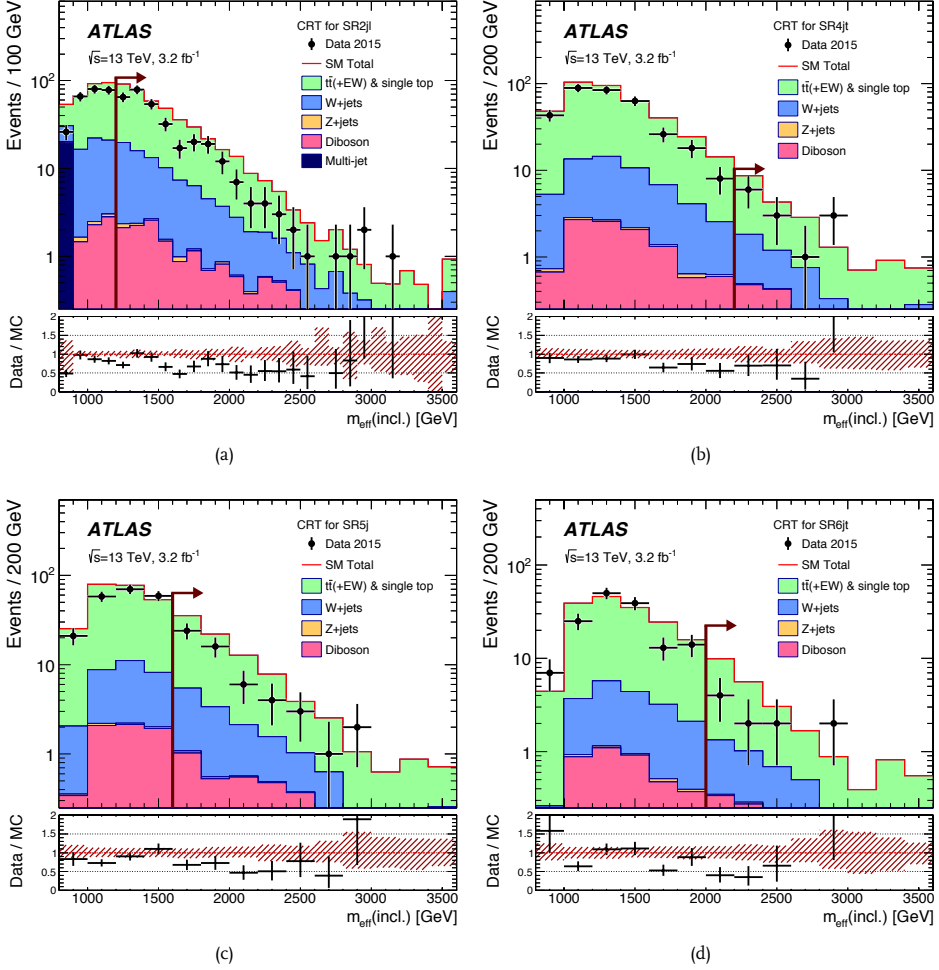 Events / 100 GeV
ATLAS
√s=13 TeV, 3.2 fb⁻¹
CRT for SR2jl
Data 2015
SM Total
tt̄(+EW) & single top
W+jets
Z+jets
Diboson
Multi-jet
10²
10
1
Data / MC
2
1.5
1
0.5
0
1000 1500 2000 2500 3000 3500
m_eff(incl.) [GeV]
(a)
Events / 200 GeV
ATLAS
√s=13 TeV, 3.2 fb⁻¹
CRT for SR4jt
Data 2015
SM Total
tt̄(+EW) & single top
W+jets
Z+jets
Diboson
10²
10
1
Data / MC
2
1.5
1
0.5
0
1000 1500 2000 2500 3000 3500
m_eff(incl.) [GeV]
(b)
Events / 200 GeV
ATLAS
√s=13 TeV, 3.2 fb⁻¹
CRT for SR5j
Data 2015
SM Total
tt̄(+EW) & single top
W+jets
Z+jets
Diboson
10²
10
1
Data / MC
2
1.5
1
0.5
0
1000 1500 2000 2500 3000 3500
m_eff(incl.) [GeV]
(c)
Events / 200 GeV
ATLAS
√s=13 TeV, 3.2 fb⁻¹
CRT for SR6jt
Data 2015
SM Total
tt̄(+EW) & single top
W+jets
Z+jets
Diboson
10²
10
1
Data / MC
2
1.5
1
0.5
0
1000 1500 2000 2500 3000 3500
m_eff(incl.) [GeV]
(d)